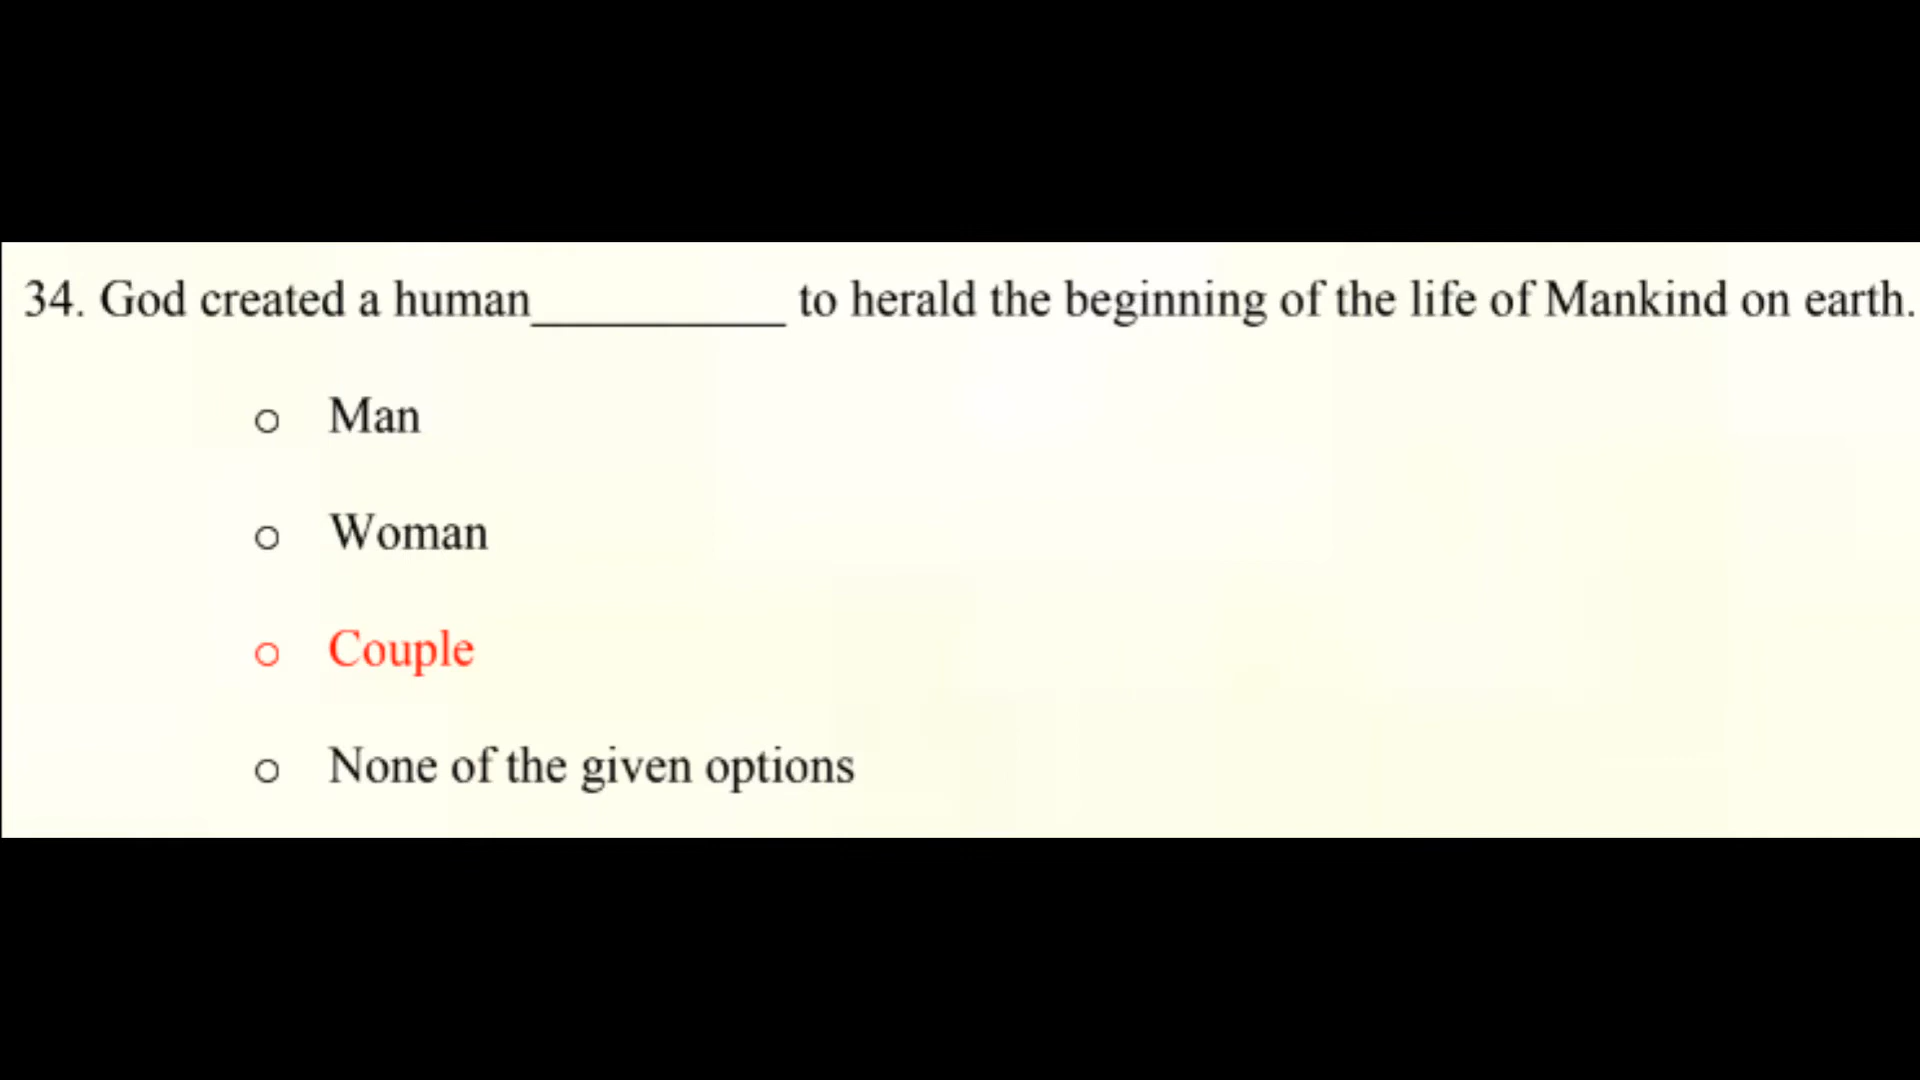 34. God created a human__________ to herald the beginning of the life of Mankind on earth.
o Man
o Woman
o Couple
o None of the given options